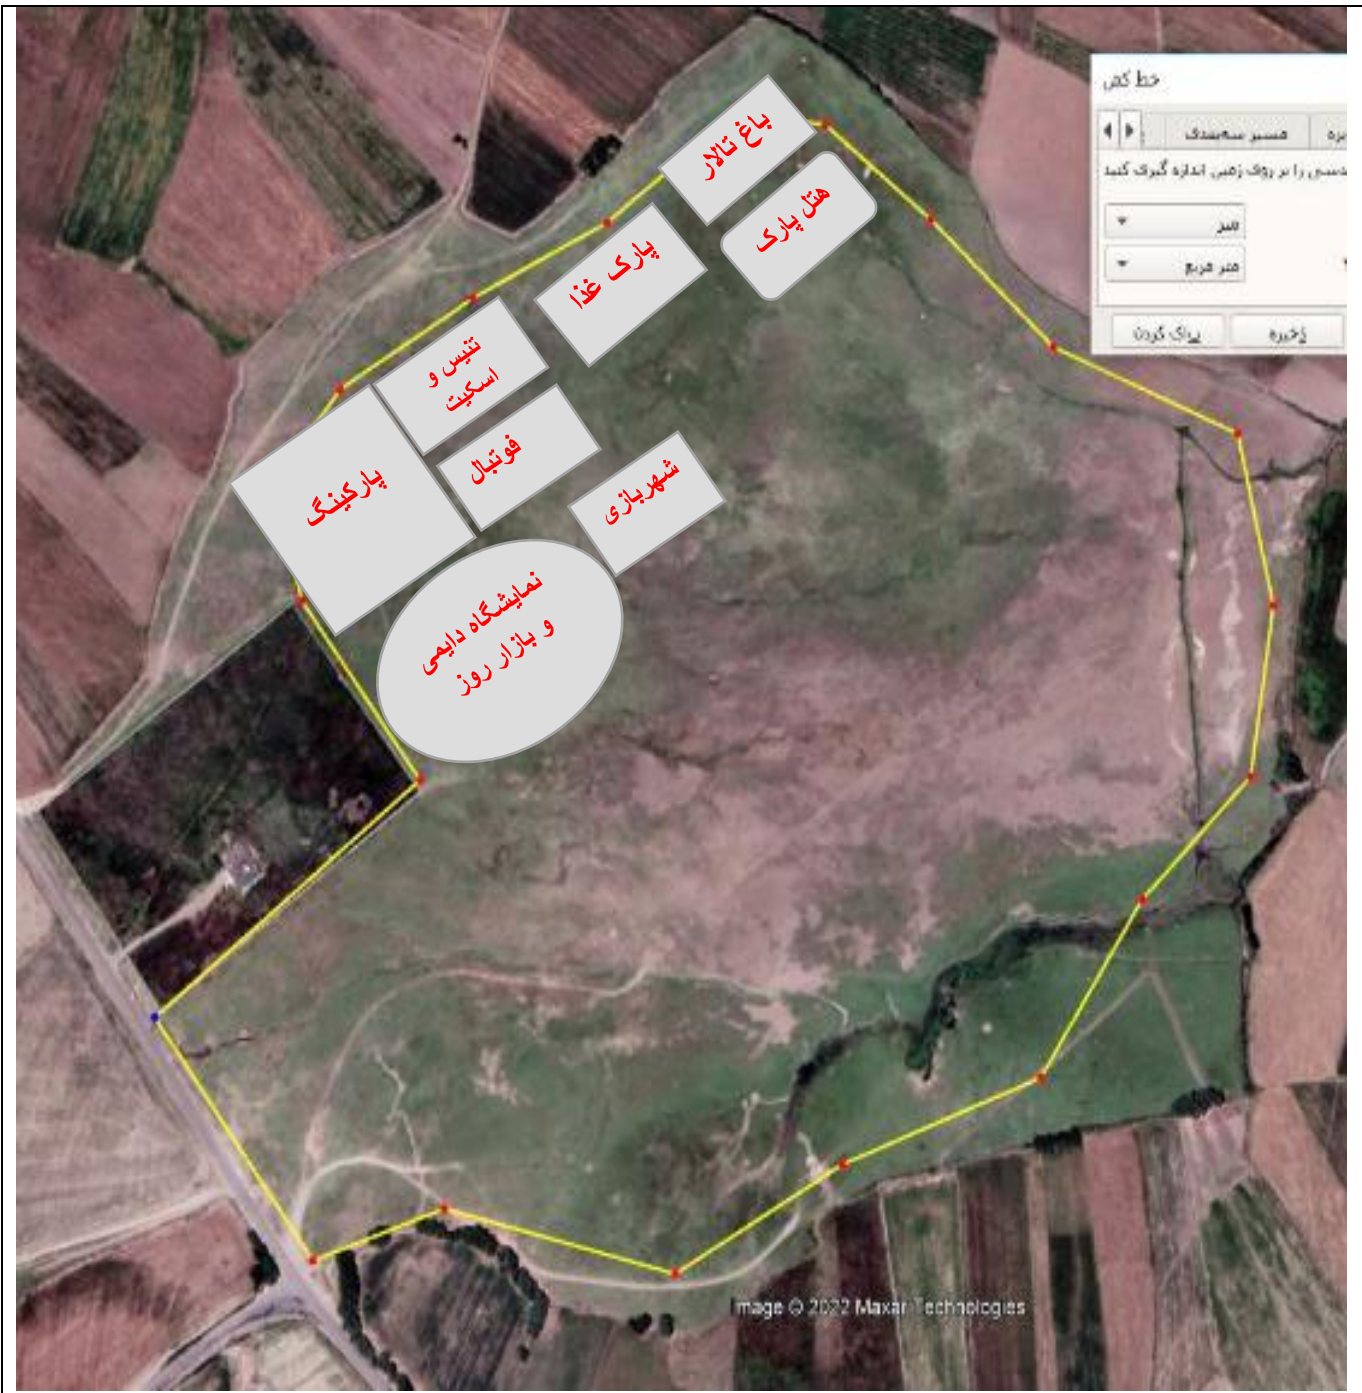 خط کش
مسیر سه‌بعدی
متر
متر مربع
پاک کردن
ذخیره
باغ تالار
هتل پارک
پارک غذا
تنیس و
اسکیت
فوتبال
پارکینگ
شهربازی
نمایشگاه دایمی
و بازار روز
Image © 2022 Maxar Technologies